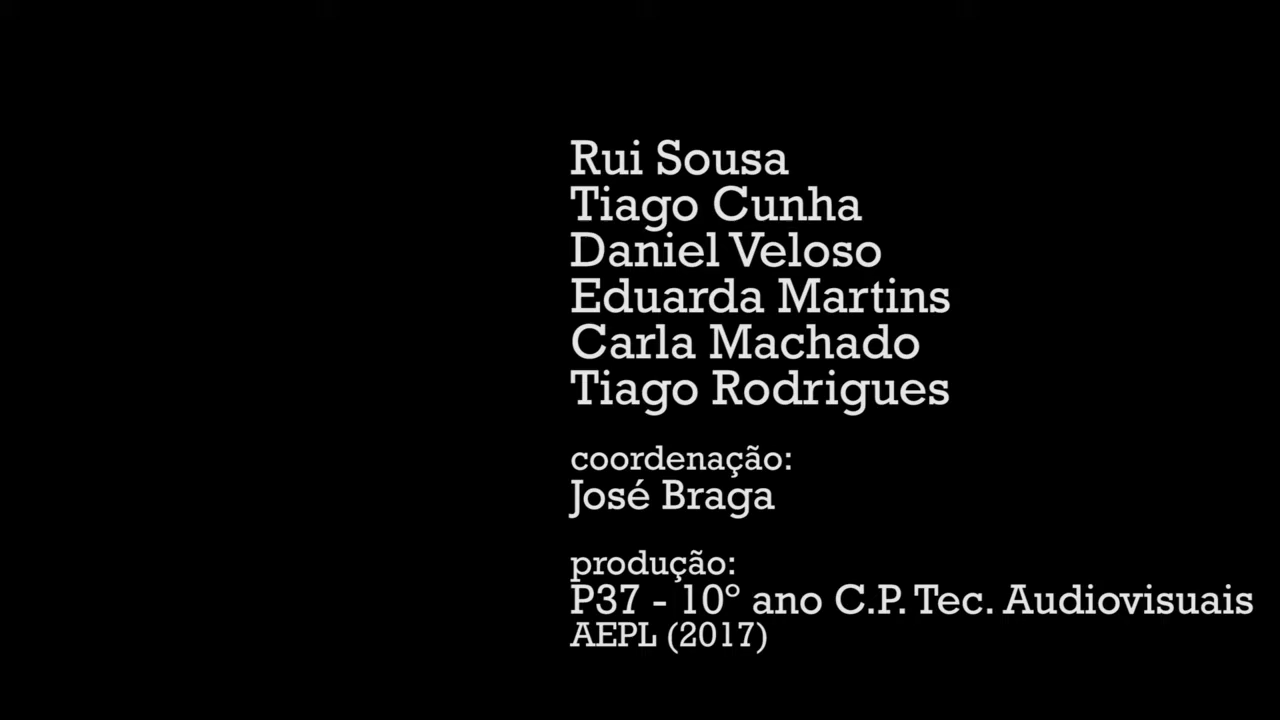 Rui Sousa
Tiago Cunha
Daniel Veloso
Eduarda Martins
Carla Machado
Tiago Rodrigues
coordenação:
José Braga
produção:
P37 - 10º ano C.P. Tec. Audiovisuais
AEPL (2017)